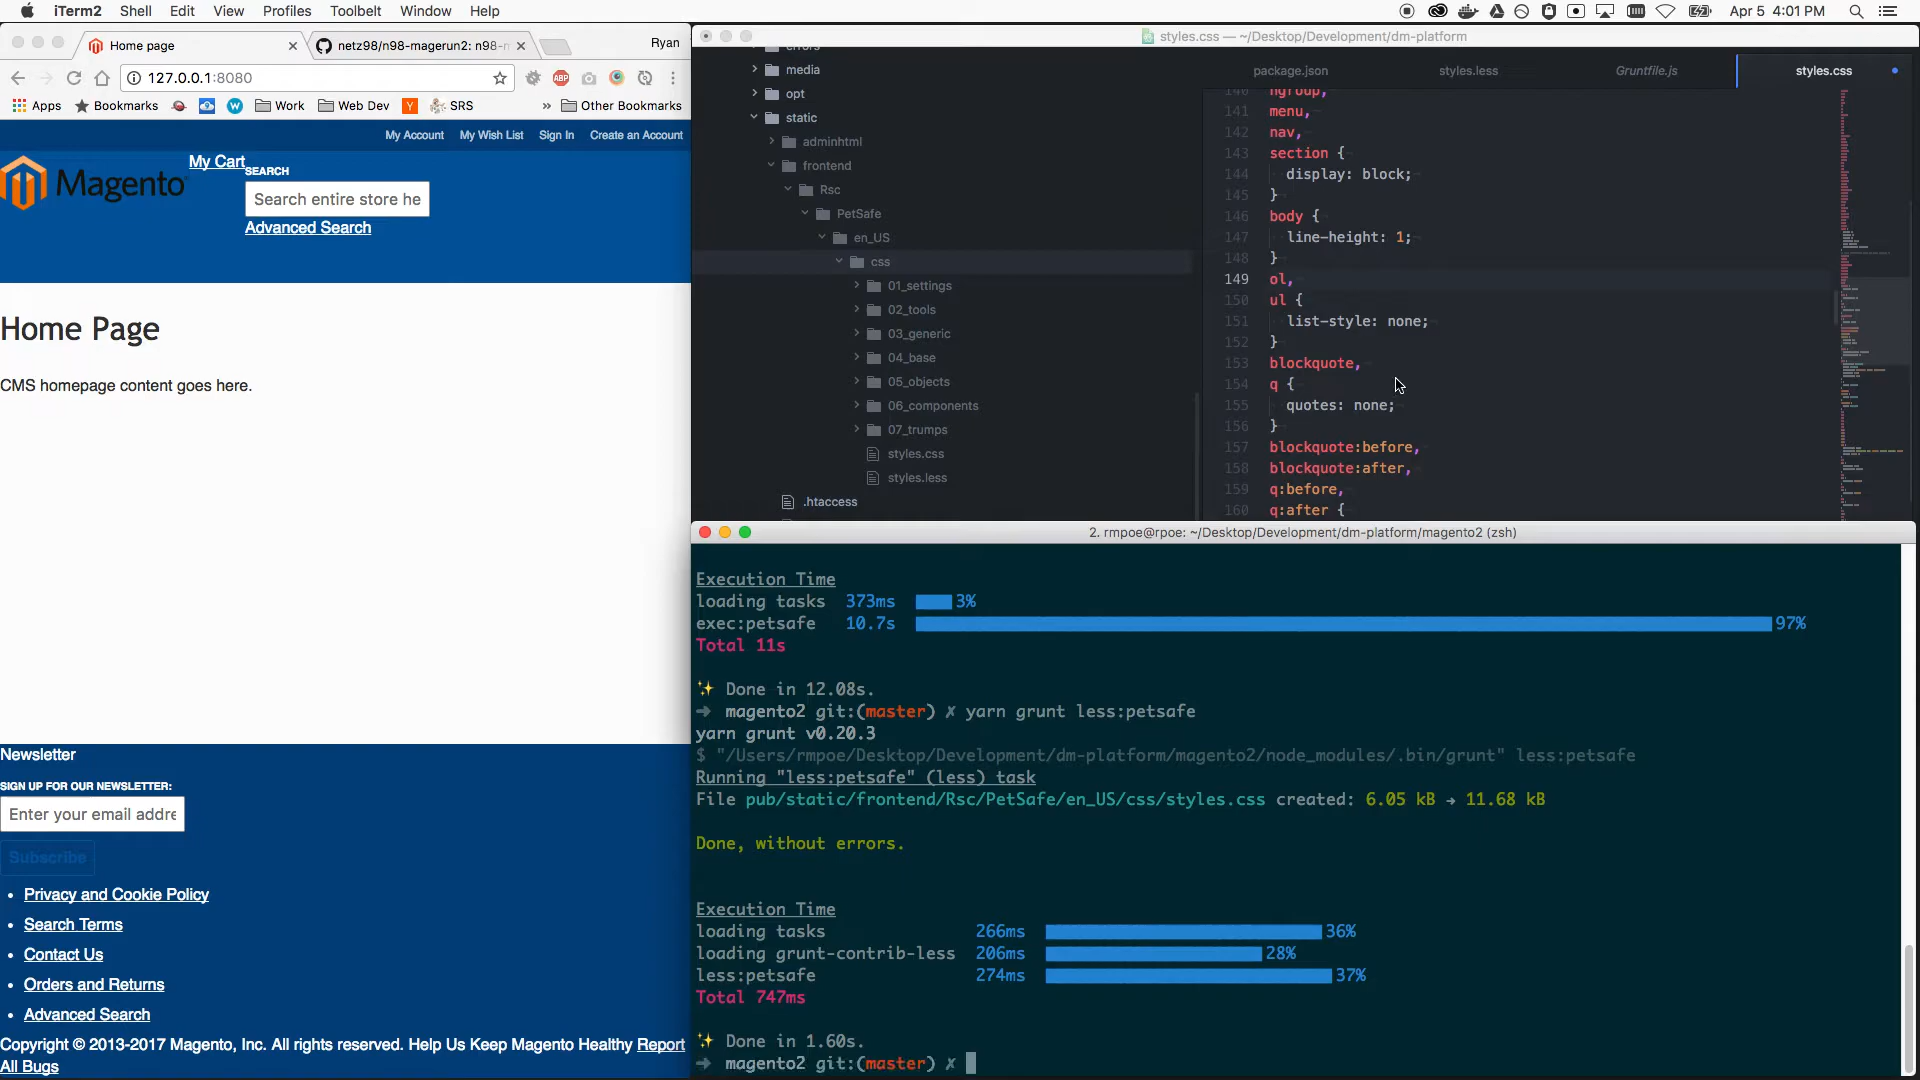 iTerm2 Shell Edit View Profiles Toolbelt Window Help Apr 5 4:01 PM
Home page
netz98/n98-magerun2: n98-m
Ryan
127.0.0.1:8080
ABP
Apps Bookmarks Work Web Dev SRS » Other Bookmarks
My Account My Wish List Sign In Create an Account
Magento
My Cart
SEARCH
Search entire store he
Advanced Search
Home Page
CMS homepage content goes here.
Newsletter
SIGN UP FOR OUR NEWSLETTER:
Enter your email addre
Subscribe
Privacy and Cookie Policy
Search Terms
Contact Us
Orders and Returns
Advanced Search
Copyright © 2013-2017 Magento, Inc. All rights reserved. Help Us Keep Magento Healthy Report
All Bugs
styles.css — ~/Desktop/Development/dm-platform
errors
media
opt
static
adminhtml
frontend
Rsc
PetSafe
en_US
css
01_settings
02_tools
03_generic
04_base
05_objects
06_components
07_trumps
styles.css
styles.less
.htaccess
package.json styles.less Gruntfile.js styles.css
140 hgroup,
141 menu,
142 nav,
143 section {
144 display: block;
145 }
146 body {
147 line-height: 1;
148 }
149 ol,
150 ul {
151 list-style: none;
152 }
153 blockquote,
154 q {
155 quotes: none;
156 }
157 blockquote:before,
158 blockquote:after,
159 q:before,
160 q:after {
2. rmpoe@rpoe: ~/Desktop/Development/dm-platform/magento2 (zsh)
Execution Time
loading tasks 373ms 3%
exec:petsafe 10.7s 97%
Total 11s
✨ Done in 12.08s.
➜ magento2 git:(master) ✗ yarn grunt less:petsafe
yarn grunt v0.20.3
$ "/Users/rmpoe/Desktop/Development/dm-platform/magento2/node_modules/.bin/grunt" less:petsafe
Running "less:petsafe" (less) task
File pub/static/frontend/Rsc/PetSafe/en_US/css/styles.css created: 6.05 kB → 11.68 kB
Done, without errors.
Execution Time
loading tasks 266ms 36%
loading grunt-contrib-less 206ms 28%
less:petsafe 274ms 37%
Total 747ms
✨ Done in 1.60s.
➜ magento2 git:(master) ✗